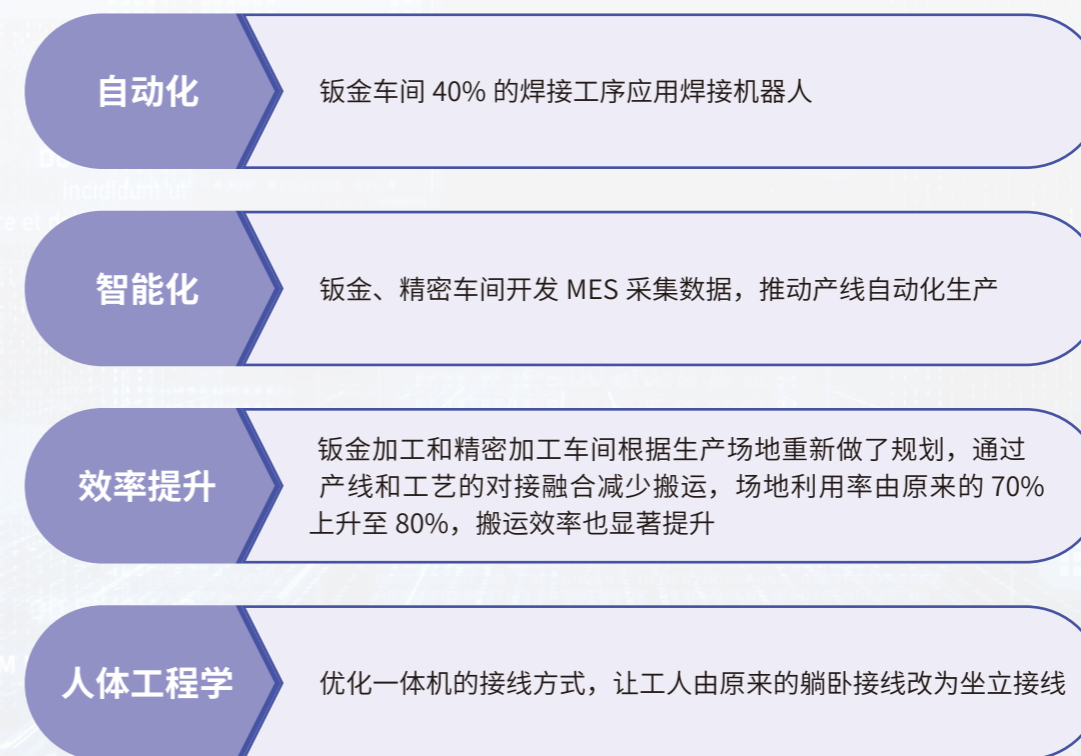 自动化
钣金车间 40% 的焊接工序应用焊接机器人
incididunt ut
智能化
钣金、精密车间开发 MES 采集数据，推动产线自动化生产
效率提升
钣金加工和精密加工车间根据生产场地重新做了规划，通过
产线和工艺的对接融合减少搬运，场地利用率由原来的 70%
上升至 80%，搬运效率也显著提升
人体工程学
优化一体机的接线方式，让工人由原来的躺卧接线改为坐立接线